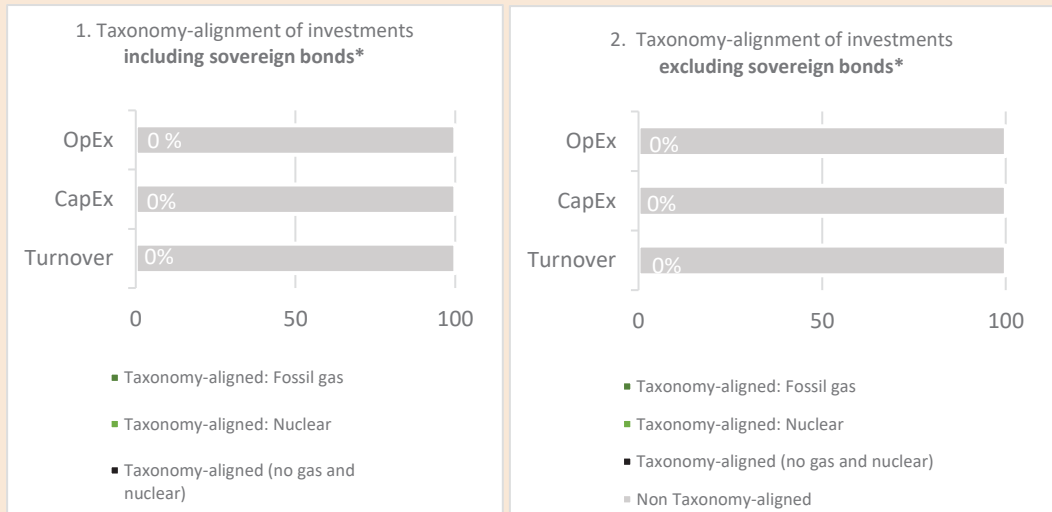 1. Taxonomy-alignment of investments
including sovereign bonds*
OpEx
0 %
CapEx
0%
Turnover
0%
0
50
100
Taxonomy-aligned: Fossil gas
Taxonomy-aligned: Nuclear
Taxonomy-aligned (no gas and
nuclear)
2. Taxonomy-alignment of investments
excluding sovereign bonds*
OpEx
0%
CapEx
0%
Turnover
0%
0
50
100
Taxonomy-aligned: Fossil gas
Taxonomy-aligned: Nuclear
Taxonomy-aligned (no gas and nuclear)
Non Taxonomy-aligned